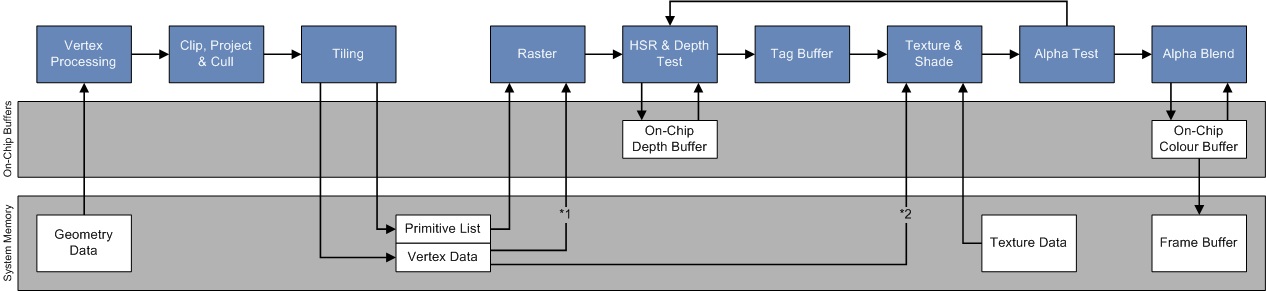 Vertex
Processing
Clip, Project
& Cull
Tiling
Raster
HSR & Depth
Test
Tag Buffer
Texture &
Shade
Alpha Test
Alpha Blend
On-Chip Buffers
On-Chip
Depth Buffer
On-Chip
Colour Buffer
System Memory
Geometry
Data
Primitive List
Vertex Data
*1
*2
Texture Data
Frame Buffer